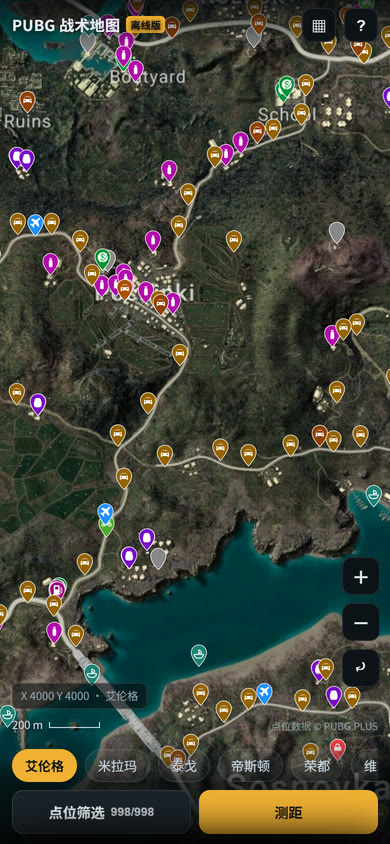 PUBG 战术地图 离线版
▦
?
Boatyard
School
Ruins
+
−
X 4000 Y 4000 · 艾伦格
200 m
点位数据 © PUBG.PLUS
艾伦格 米拉玛 泰戈 帝斯顿 荣都 维
点位筛选 998/998 测距